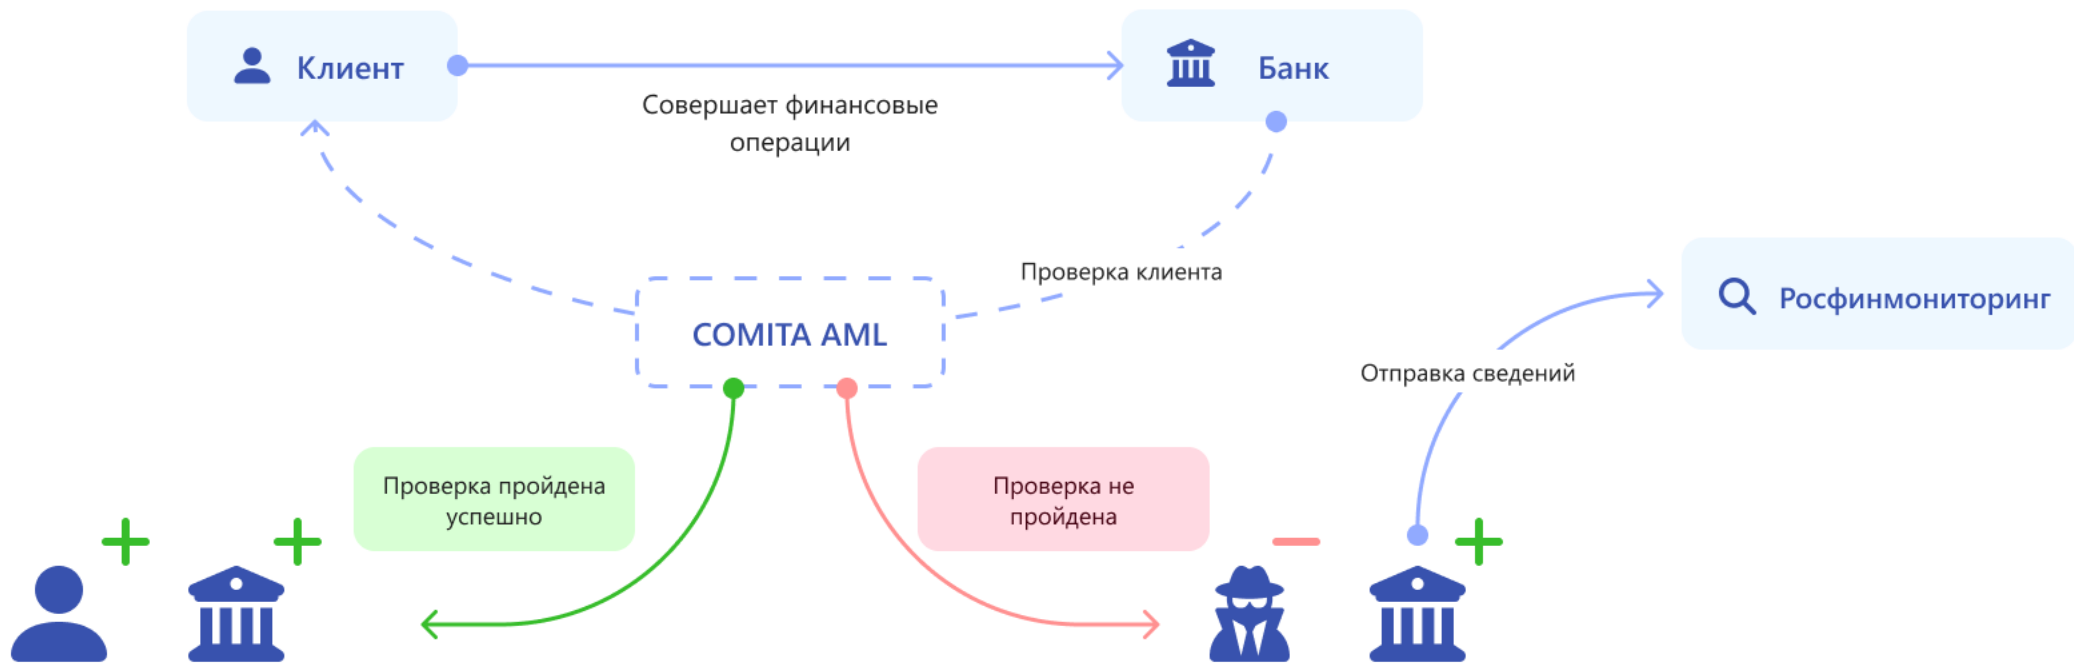 Клиент
Банк
Совершает финансовые
операции
Проверка клиента
COMITA AML
Росфинмониторинг
Отправка сведений
Проверка пройдена
успешно
Проверка не
пройдена